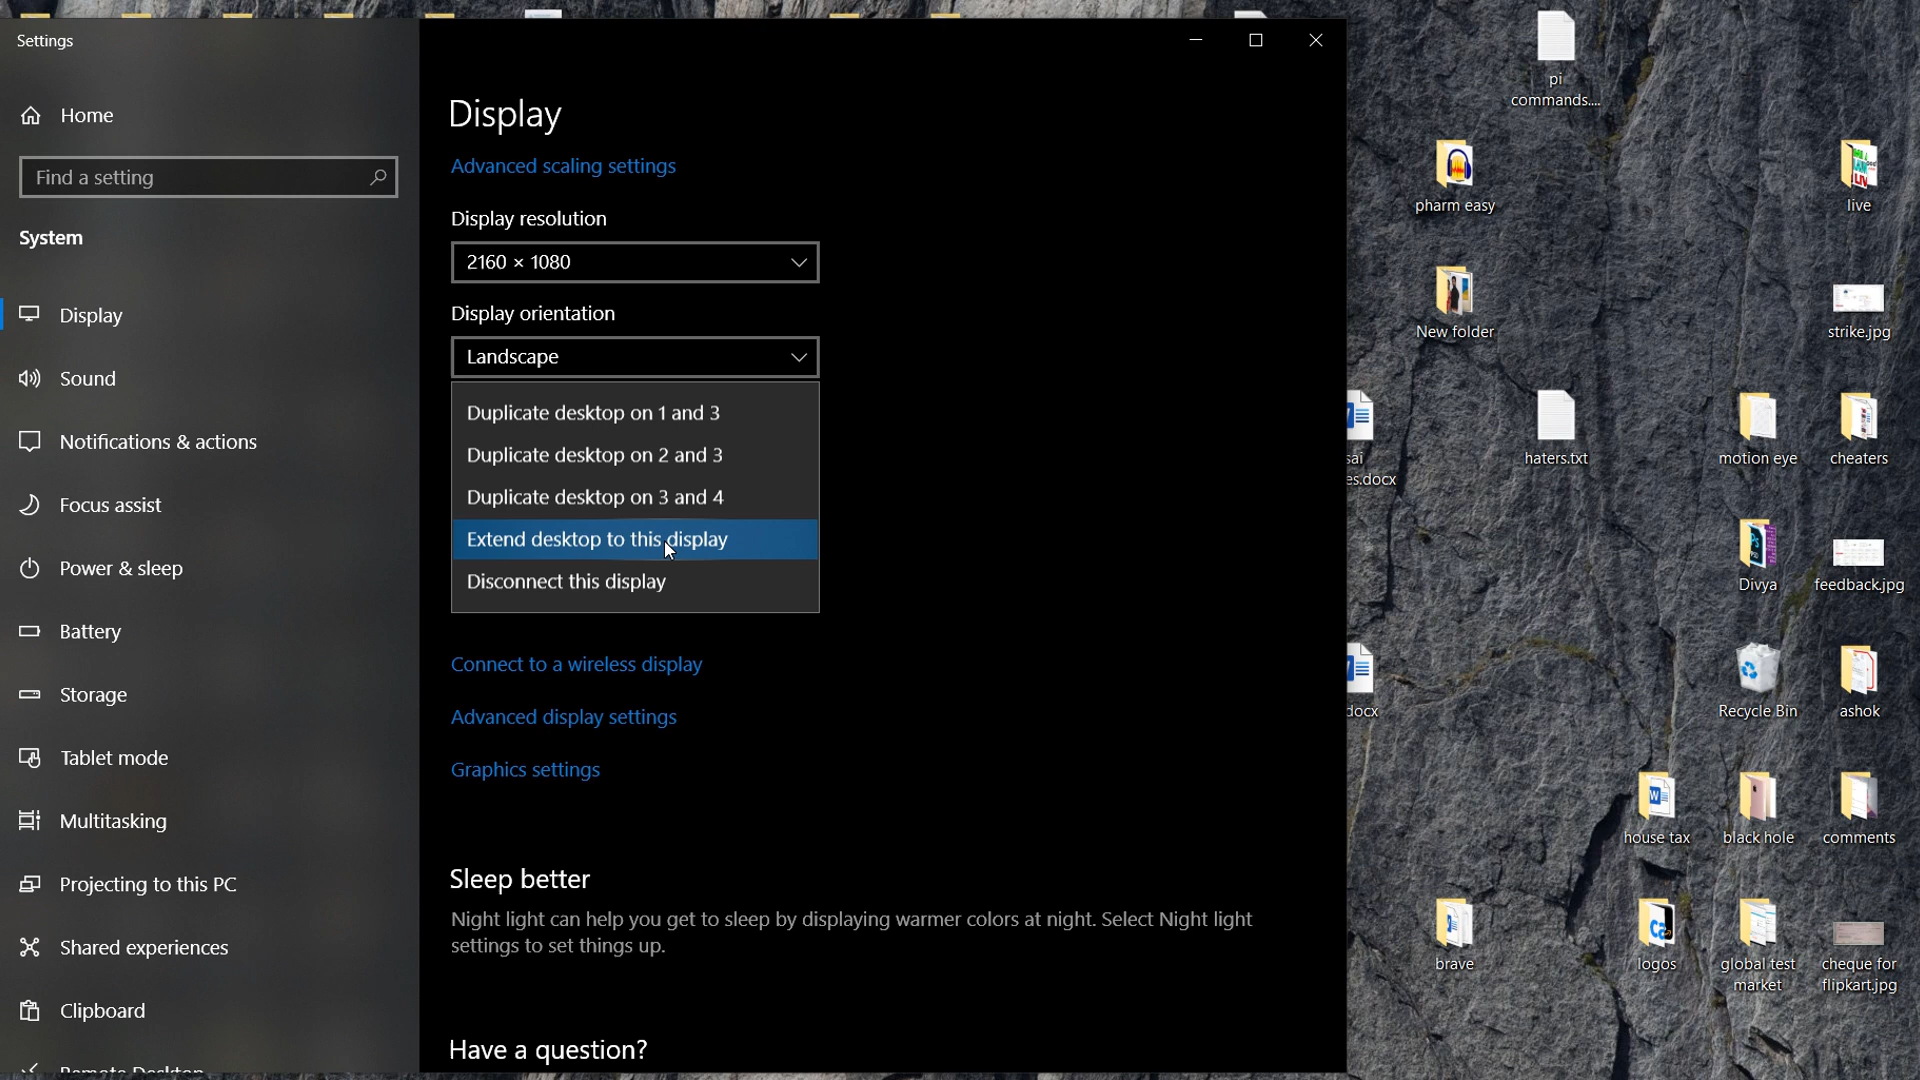 Settings
Home
Find a setting
System
Display
Sound
Notifications & actions
Focus assist
Power & sleep
Battery
Storage
Tablet mode
Multitasking
Projecting to this PC
Shared experiences
Clipboard
Remote Desktop
Display
Advanced scaling settings
Display resolution
2160 × 1080
Display orientation
Landscape
Duplicate desktop on 1 and 3
Duplicate desktop on 2 and 3
Duplicate desktop on 3 and 4
Extend desktop to this display
Disconnect this display
Connect to a wireless display
Advanced display settings
Graphics settings
Sleep better
Night light can help you get to sleep by displaying warmer colors at night. Select Night light
settings to set things up.
Have a question?
pi
commands....
pharm easy
live
New folder
strike.jpg
sai
es.docx
haters.txt
motion eye
cheaters
Divya
feedback.jpg
docx
Recycle Bin
ashok
house tax
black hole
comments
brave
logos
global test
market
cheque for
flipkart.jpg